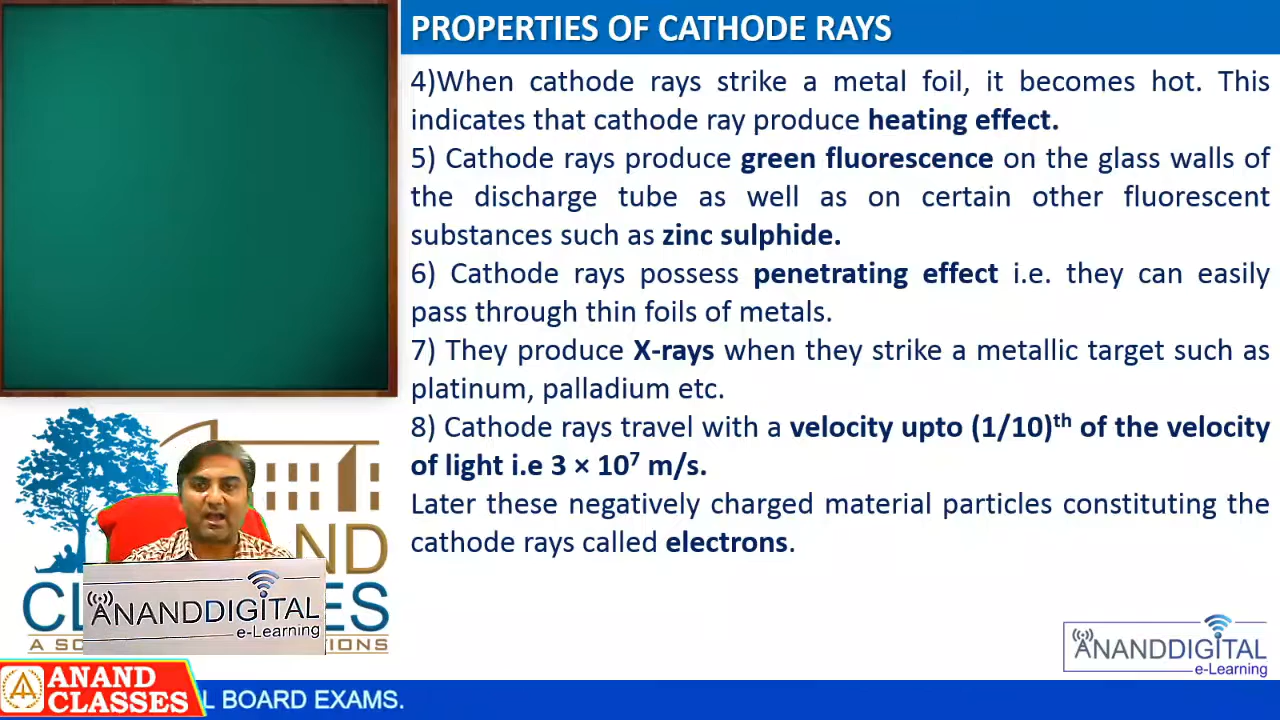 PROPERTIES OF CATHODE RAYS
4)When cathode rays strike a metal foil, it becomes hot. This
indicates that cathode ray produce heating effect.
5) Cathode rays produce green fluorescence on the glass walls of
the discharge tube as well as on certain other fluorescent
substances such as zinc sulphide.
6) Cathode rays possess penetrating effect i.e. they can easily
pass through thin foils of metals.
7) They produce X-rays when they strike a metallic target such as
platinum, palladium etc.
8) Cathode rays travel with a velocity upto (1/10)th of the velocity
of light i.e 3 × 10⁷ m/s.
Later these negatively charged material particles constituting the
cathode rays called electrons.
ANANDDIGITAL
e-Learning
ANANDDIGITAL
e-Learning
ANAND
CLASSES
BOARD EXAMS.